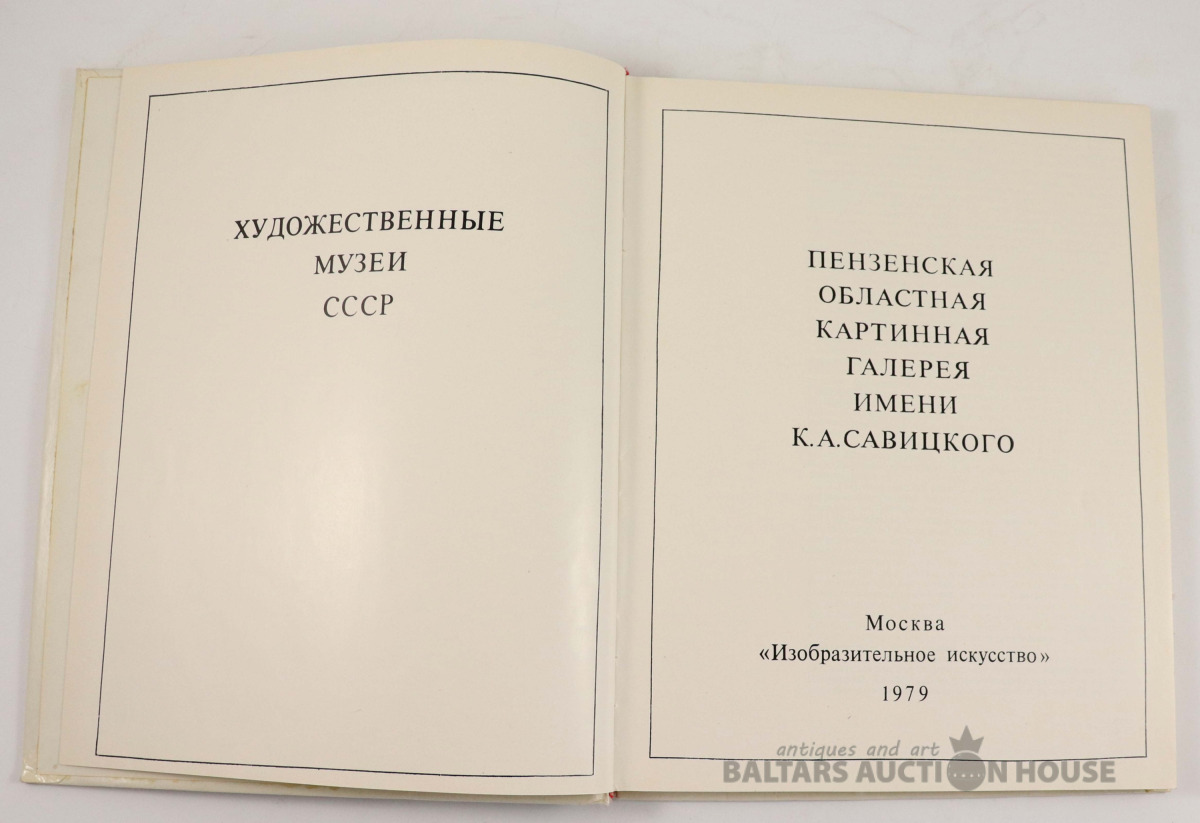 ХУДОЖЕСТВЕННЫЕ
МУЗЕИ
СССР
ПЕНЗЕНСКАЯ
ОБЛАСТНАЯ
КАРТИННАЯ
ГАЛЕРЕЯ
ИМЕНИ
К.А.САВИЦКОГО
Москва
«Изобразительное искусство»
1979
antiques and art
BALTARS AUCTION HOUSE